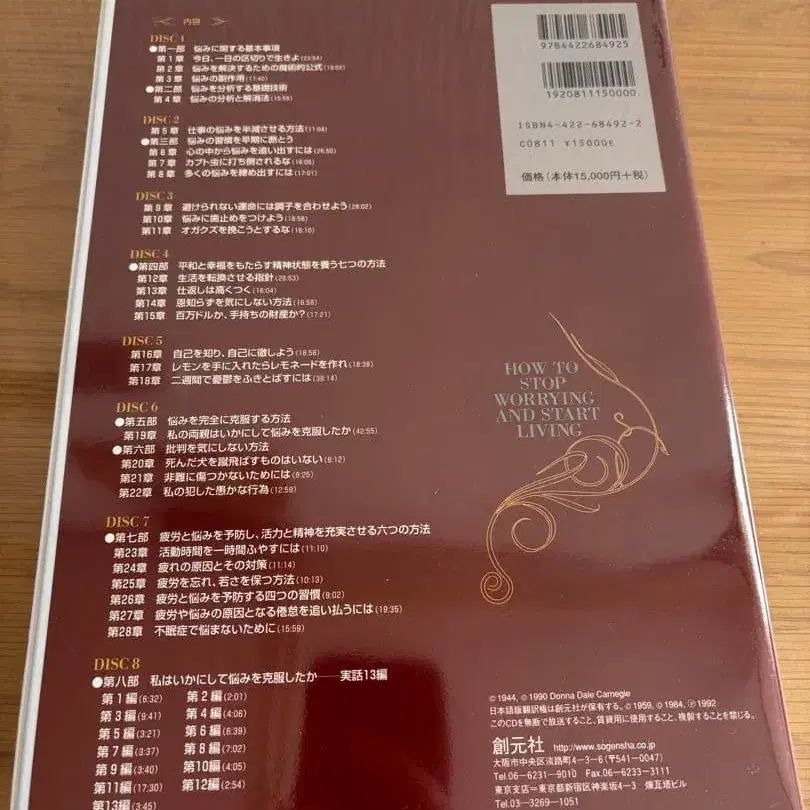 内容
DISC 1
●第一部 悩みに関する基本事項
第1章 今日、一日の区切りで生きよ(23:54)
第2章 悩みを解決するための魔術的公式(18:02)
第3章 悩みの副作用(17:40)
●第二部 悩みを分析する基礎技術
第4章 悩みの分析と解消法(15:58)
DISC 2
第5章 仕事の悩みを半減させる方法(11:04)
●第三部 悩みの習慣を早期に断とう
第6章 心の中から悩みを追い出すには(26:50)
第7章 カブト虫に打ち倒されるな(16:06)
第8章 多くの悩みを締め出すには(17:01)
DISC 3
第9章 避けられない運命には調子を合わせよう(28:02)
第10章 悩みに歯止めをつけよう(18:58)
第11章 オガクズを挽こうとするな(16:10)
DISC 4
●第四部 平和と幸福をもたらす精神状態を養う七つの方法
第12章 生活を転換させる指針(26:53)
第13章 仕返しは高くつく(16:04)
第14章 恩知らずを気にしない方法(16:58)
第15章 百万ドルか、手持ちの財産か?(17:21)
DISC 5
第16章 自己を知り、自己に徹しよう(18:56)
第17章 レモンを手に入れたらレモネードを作れ(18:38)
第18章 二週間で憂鬱をふきとばすには(38:14)
DISC 6
●第五部 悩みを完全に克服する方法
第19章 私の両親はいかにして悩みを克服したか(42:55)
●第六部 批判を気にしない方法
第20章 死んだ犬を蹴飛ばすものはいない(8:12)
第21章 非難に傷つかないためには(9:25)
第22章 私の犯した愚かな行為(12:59)
DISC 7
●第七部 疲労と悩みを予防し、活力と精神を充実させる六つの方法
第23章 活動時間を一時間ふやすには(11:10)
第24章 疲れの原因とその対策(11:14)
第25章 疲労を忘れ、若さを保つ方法(10:13)
第26章 疲労と悩みを予防する四つの習慣(9:02)
第27章 疲労や悩みの原因となる倦怠を追い払うには(19:35)
第28章 不眠症で悩まないために(15:59)
DISC 8
●第八部 私はいかにして悩みを克服したか──実話13編
第1編(6:32) 第2編(2:01)
第3編(9:41) 第4編(4:06)
第5編(3:21) 第6編(6:39)
第7編(3:37) 第8編(7:02)
第9編(3:40) 第10編(4:05)
第11編(17:30) 第12編(2:54)
第13編(3:45)
9784422684925
1920811150000
ISBN4-422-68492-2
C0811 ¥15000E
価格(本体15,000円+税)
HOW TO
STOP
WORRYING
AND START
LIVING
© 1944, © 1990 Donna Dale Carnegie
日本語版翻訳権は創元社が保有する。© 1959, © 1984, ℗ 1992
このCDを無断で放送すること、賃貸用に使用すること、複製することを禁じる。
創元社 http://www.sogensha.co.jp
大阪市中央区淡路町4-3-6(〒541-0047)
Tel.06-6231-9010 Fax.06-6233-3111
東京支店=東京都新宿区神楽坂4-3 煉瓦塔ビル
Tel.03-3269-1051